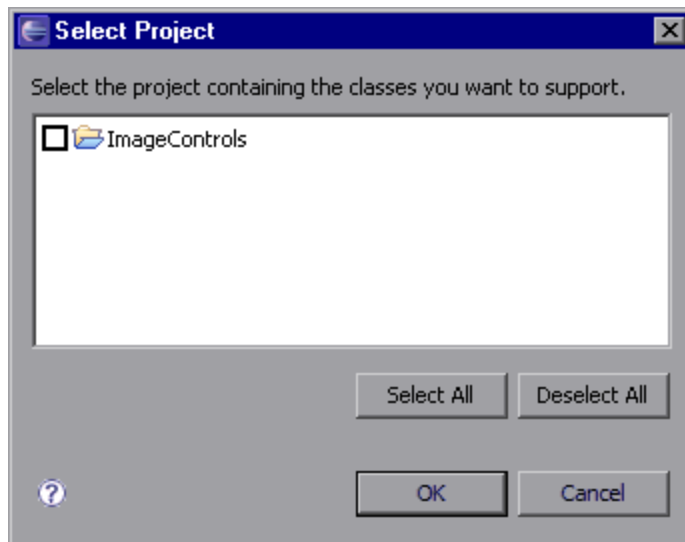 Select Project
Select the project containing the classes you want to support.
ImageControls
Select All
Deselect All
OK
Cancel